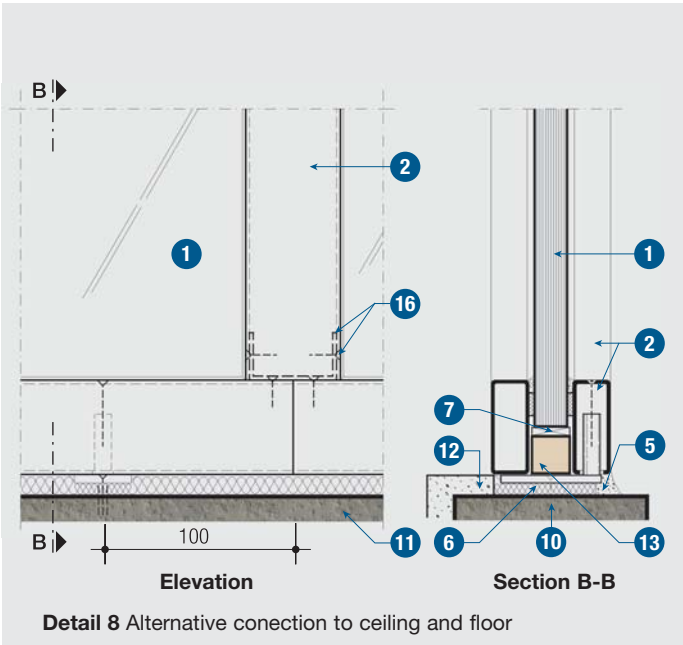 B
2
1
1
16
2
7
12
5
B
100
11
6
10
13
Elevation
Section B-B
Detail 8 Alternative conection to ceiling and floor